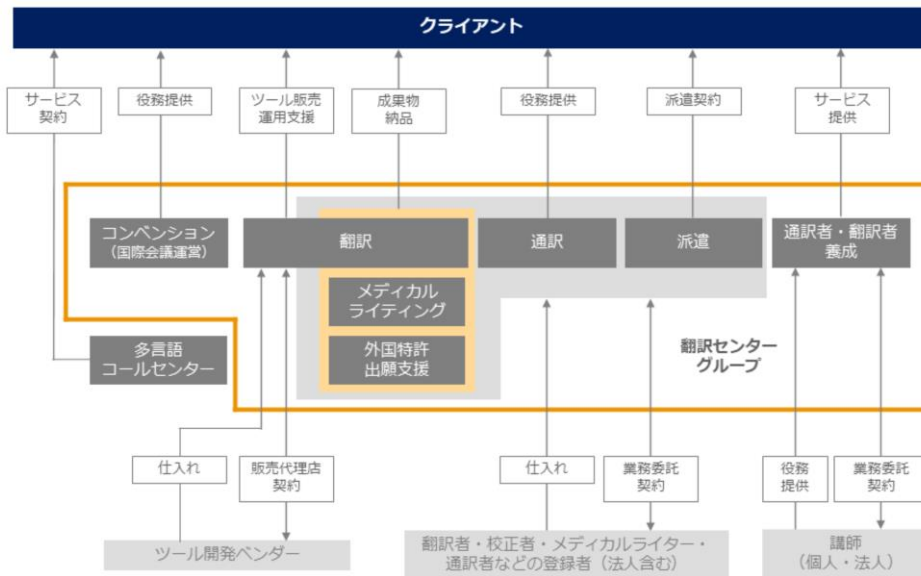 クライアント
サービス
契約
役務提供
ツール販売
運用支援
成果物
納品
役務提供
派遣契約
サービス
提供
コンベンション
（国際会議運営）
翻訳
通訳
派遣
通訳者・翻訳者
養成
メディカル
ライティング
多言語
コールセンター
外国特許
出願支援
翻訳センター
グループ
仕入れ
販売代理店
契約
仕入れ
業務委託
契約
役務
提供
業務委託
契約
ツール開発ベンダー
翻訳者・校正者・メディカルライター・
通訳者などの登録者（法人含む）
講師
（個人・法人）